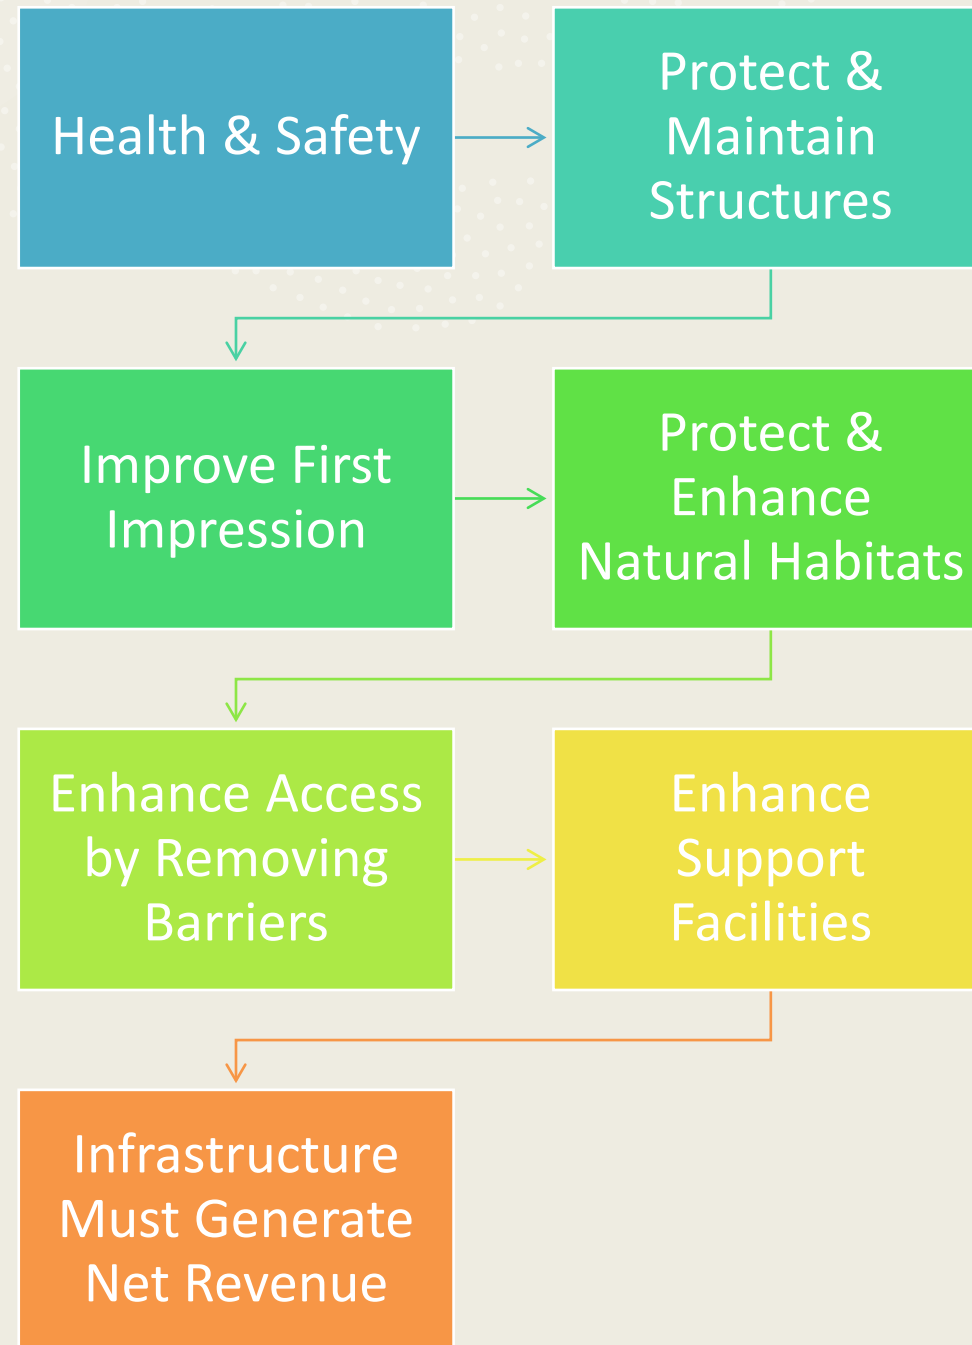 Health & Safety
Protect &
Maintain
Structures
Improve First
Impression
Protect &
Enhance
Natural Habitats
Enhance Access
by Removing
Barriers
Enhance
Support
Facilities
Infrastructure
Must Generate
Net Revenue